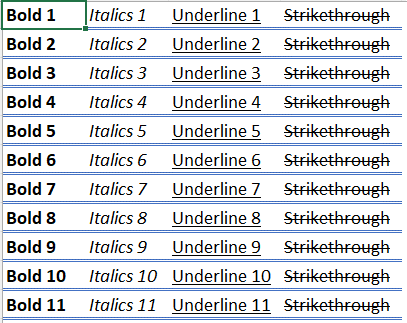 Bold 1 Italics 1 Underline 1 Strikethrough
Bold 2 Italics 2 Underline 2 Strikethrough
Bold 3 Italics 3 Underline 3 Strikethrough
Bold 4 Italics 4 Underline 4 Strikethrough
Bold 5 Italics 5 Underline 5 Strikethrough
Bold 6 Italics 6 Underline 6 Strikethrough
Bold 7 Italics 7 Underline 7 Strikethrough
Bold 8 Italics 8 Underline 8 Strikethrough
Bold 9 Italics 9 Underline 9 Strikethrough
Bold 10 Italics 10 Underline 10 Strikethrough
Bold 11 Italics 11 Underline 11 Strikethrough